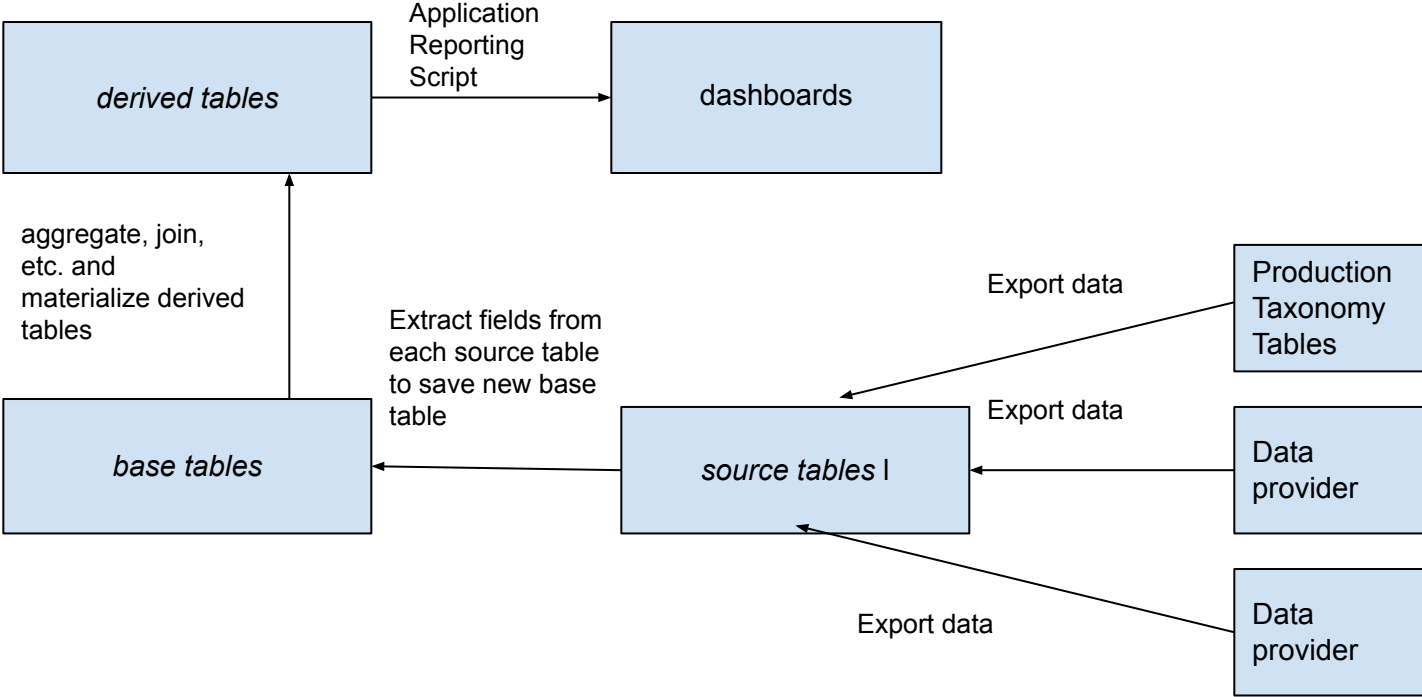 Application
Reporting
Script
derived tables
dashboards
aggregate, join,
etc. and
materialize derived
tables
Export data
Production
Taxonomy
Tables
Extract fields from
each source table
to save new base
table
Export data
base tables
source tables l
Data
provider
Export data
Data
provider